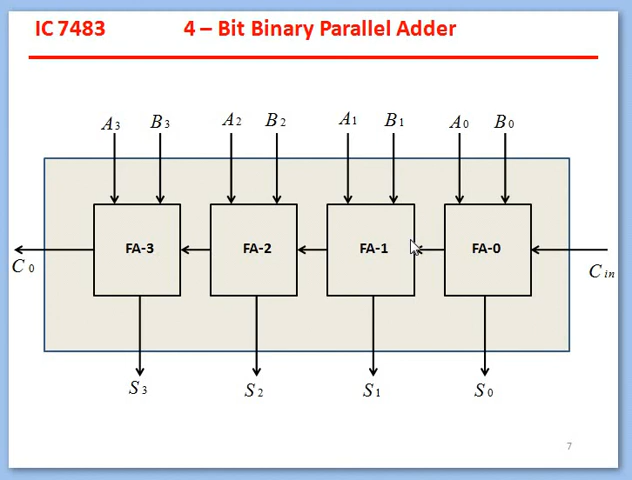 IC 7483 4 – Bit Binary Parallel Adder
A3 B3 A2 B2 A1 B1 A0 B0
FA-3 FA-2 FA-1 FA-0
C0 Cin
S3 S2 S1 S0
7